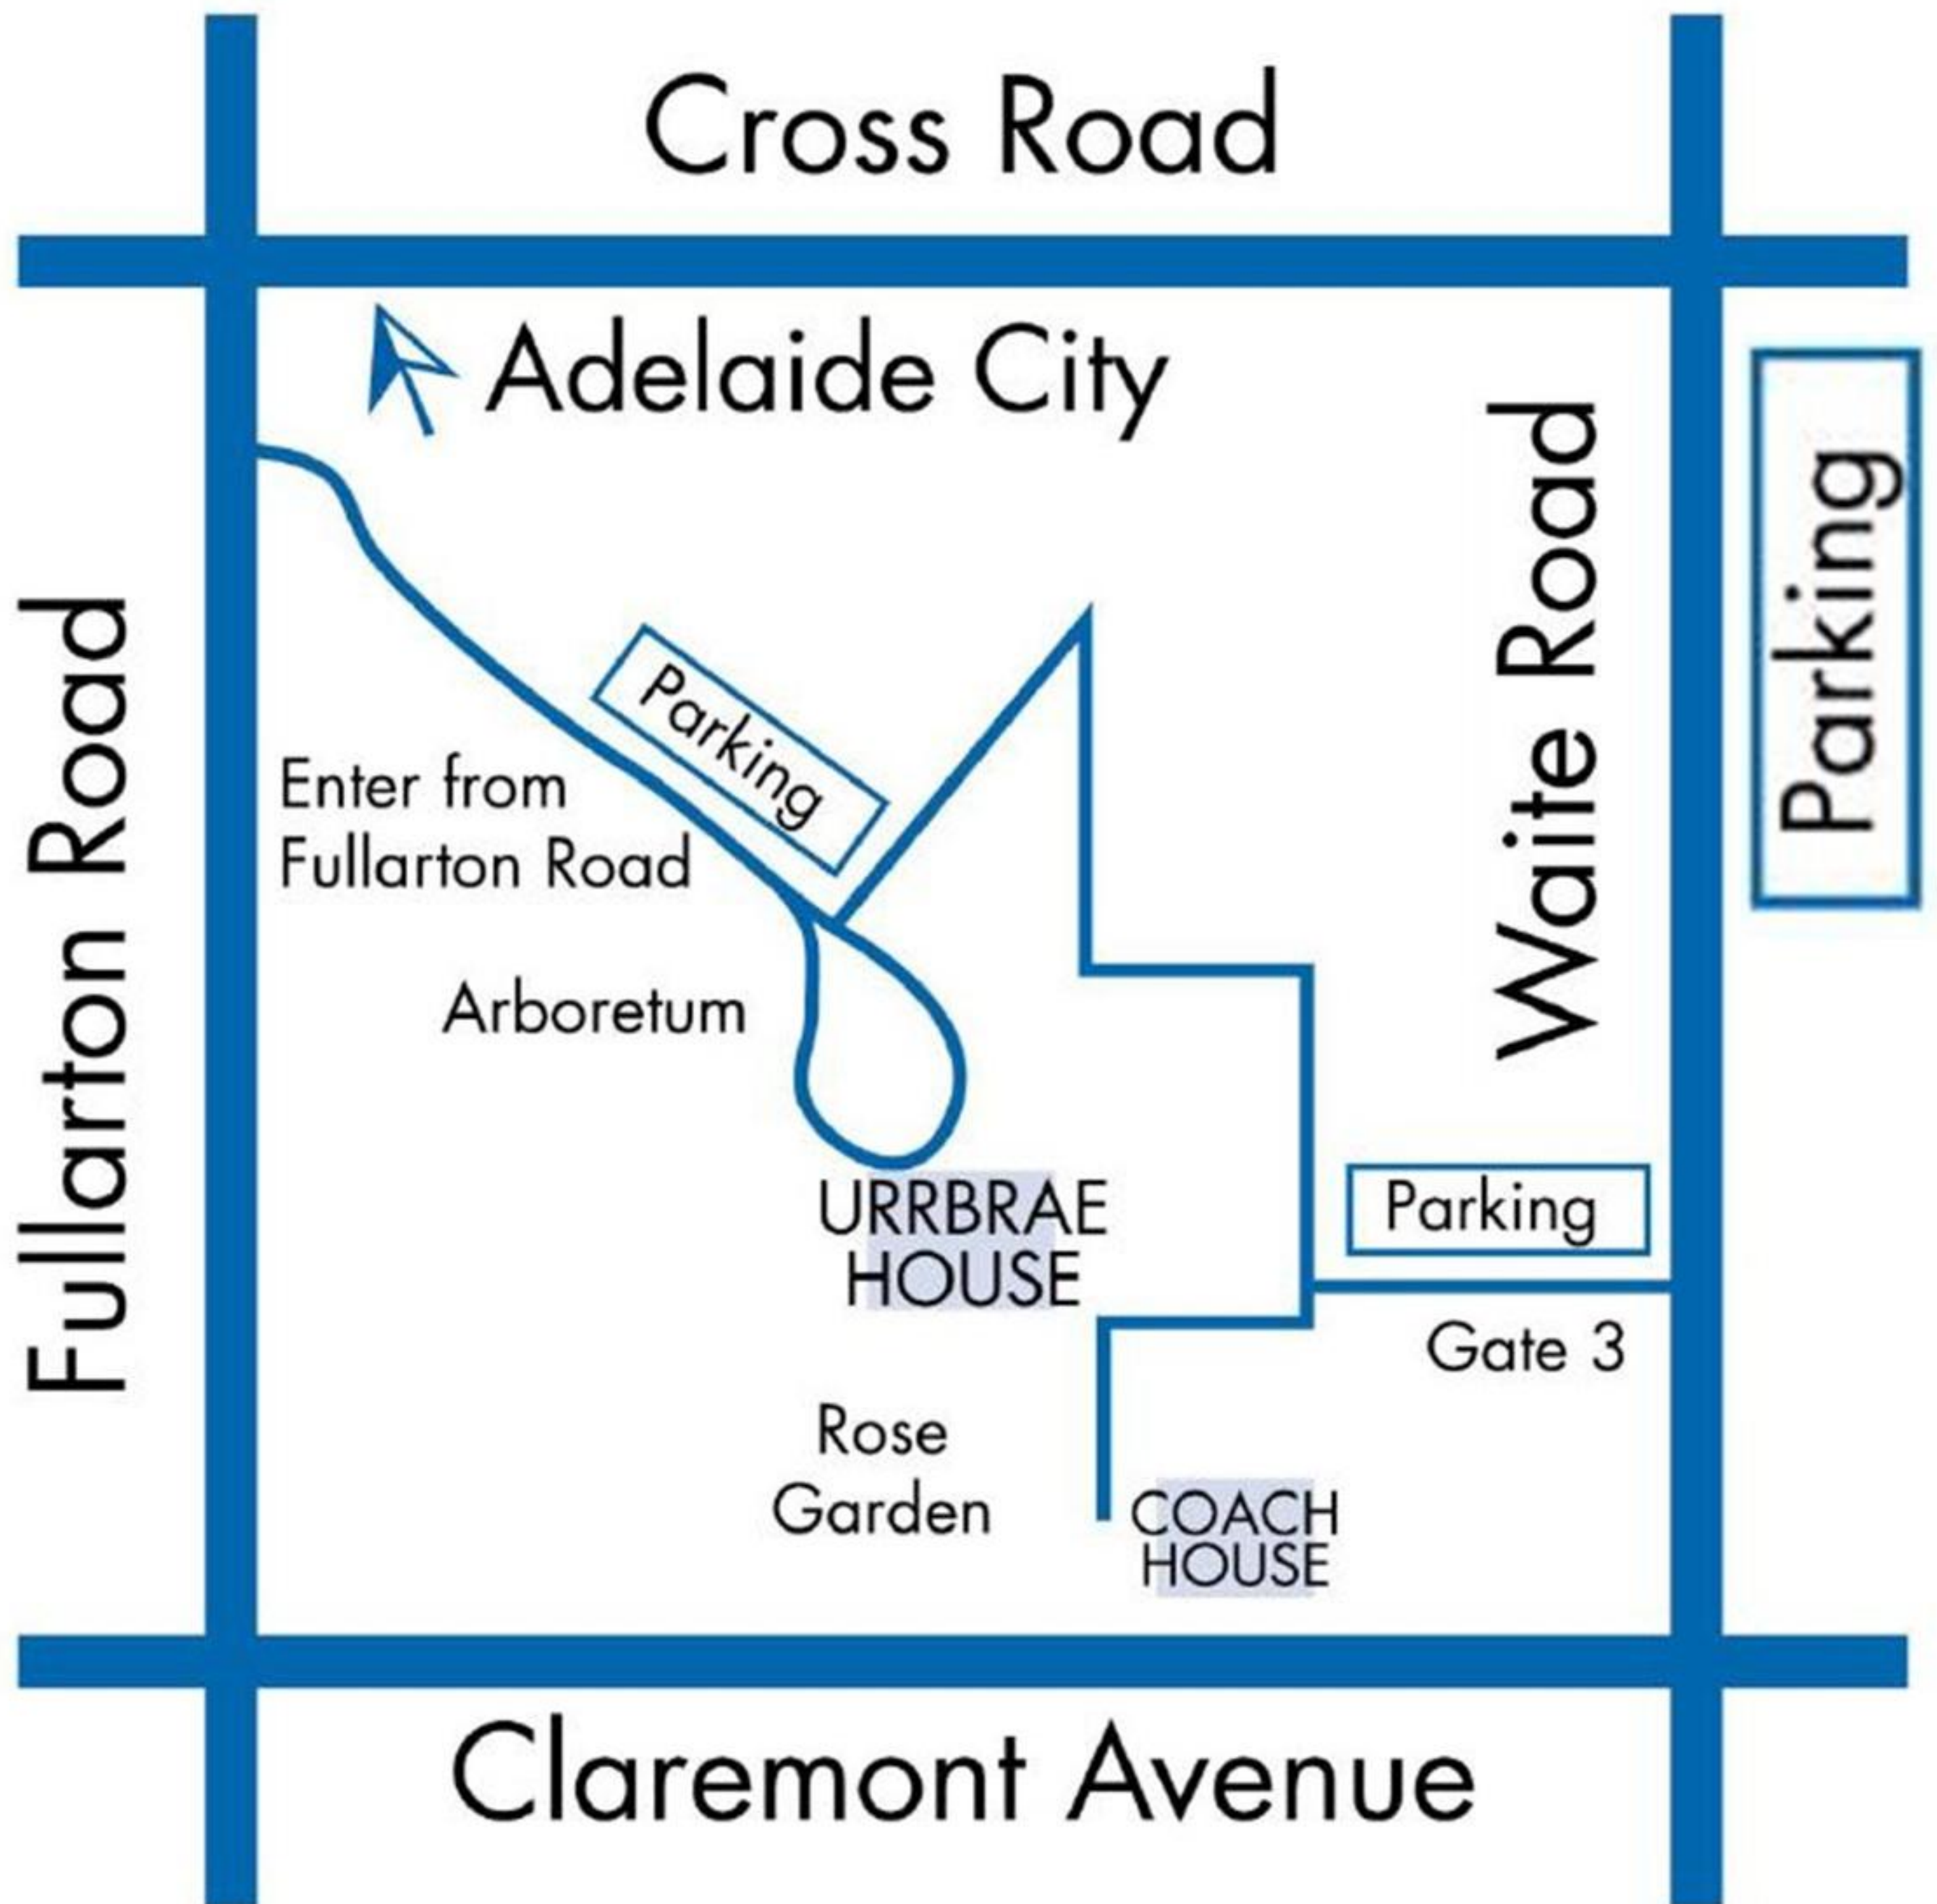 Cross Road
Adelaide City
Fullarton Road
Waite Road
Parking
Parking
Enter from
Fullarton Road
Arboretum
URRBRAE
HOUSE
Parking
Gate 3
Rose
Garden
COACH
HOUSE
Claremont Avenue